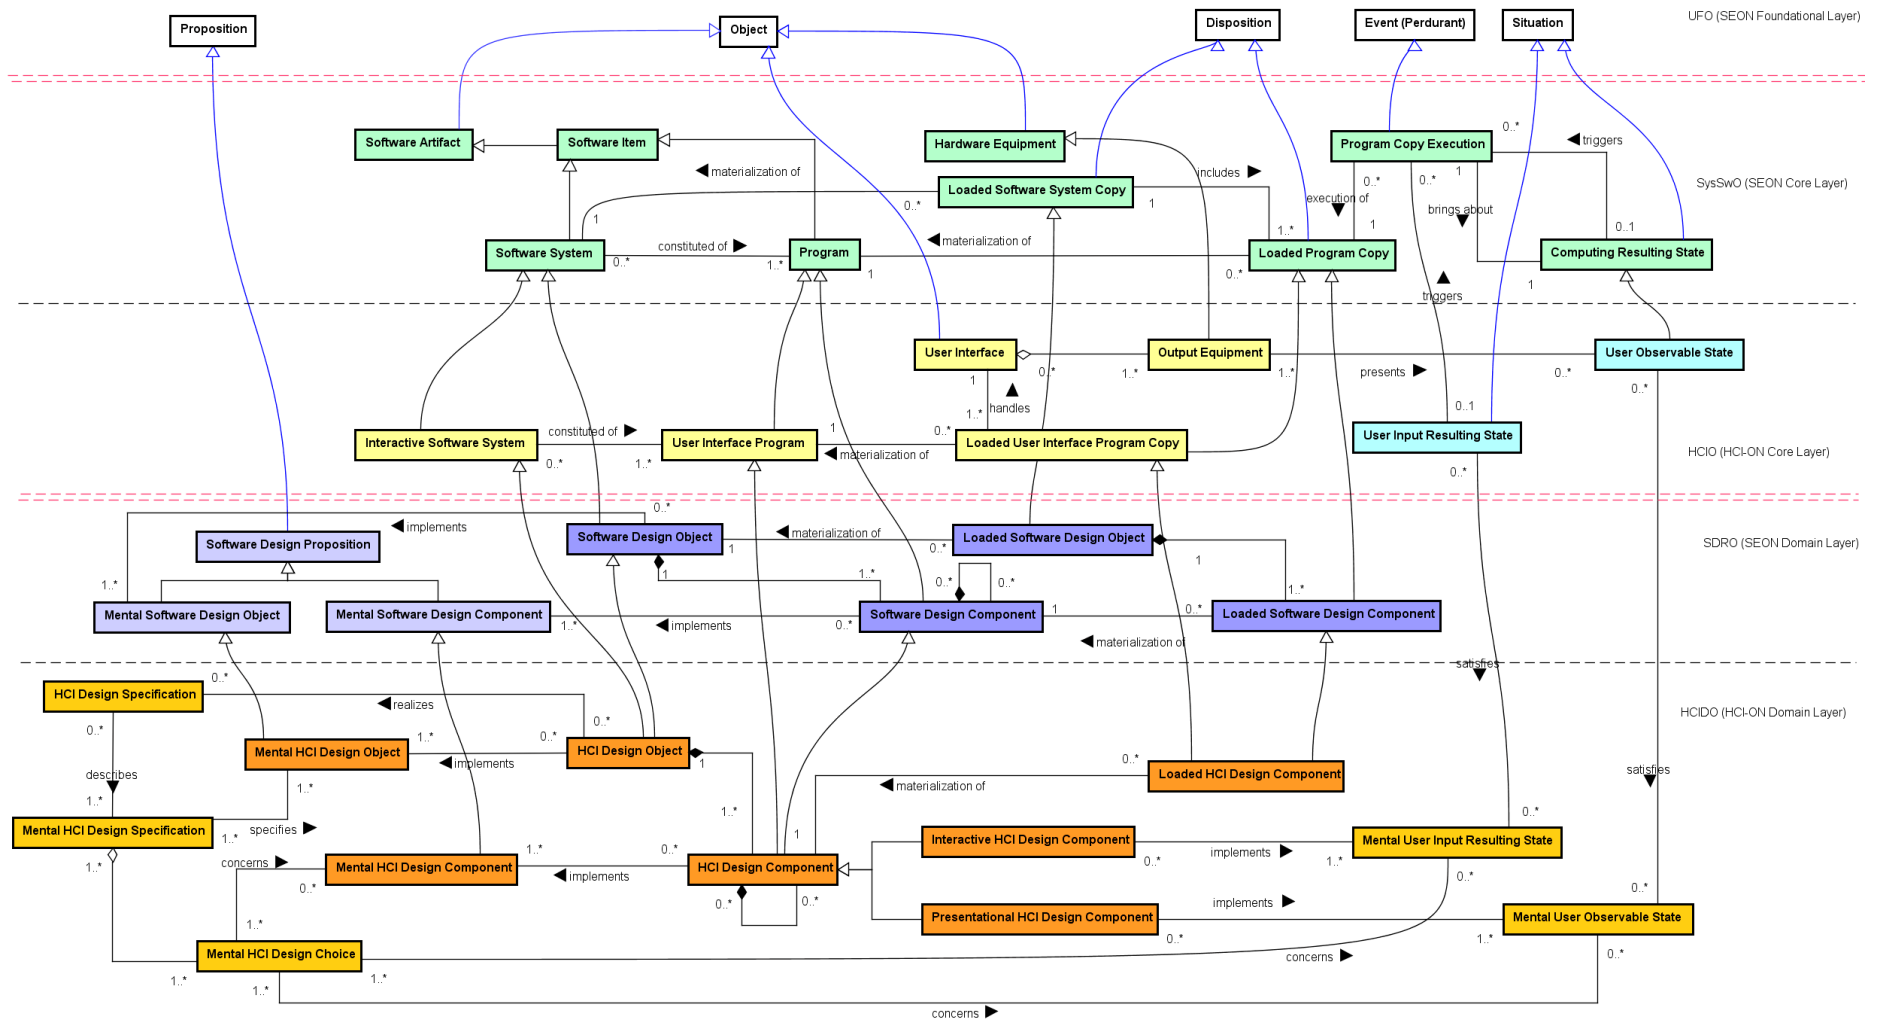 Proposition
Object
Disposition
Event (Perdurant)
Situation
UFO (SEON Foundational Layer)
Software Artifact
Software Item
Hardware Equipment
Program Copy Execution
0..*
triggers
materialization of
includes
Loaded Software System Copy
0..*
0..*
1
SysSwO (SEON Core Layer)
1
0..*
1
execution of
brings about
1..*
1
0..1
Software System
constituted of
Program
materialization of
Loaded Program Copy
Computing Resulting State
0..*
1..*
1
0..*
1
triggers
User Interface
Output Equipment
User Observable State
1
0..*
1..*
1..*
presents
0..*
0..*
handles
1..*
0..1
Interactive Software System
constituted of
User Interface Program
1
0..*
Loaded User Interface Program Copy
User Input Resulting State
materialization of
0..*
1..*
0..*
HCIO (HCI-ON Core Layer)
0..*
implements
Software Design Proposition
Software Design Object
materialization of
Loaded Software Design Object
SDRO (SEON Domain Layer)
1
0..*
1
1..*
1
1..*
0..*
0..*
1..*
Mental Software Design Object
Mental Software Design Component
Software Design Component
1
0..*
Loaded Software Design Component
1..*
implements
0..*
materialization of
satisfies
0..*
HCI Design Specification
realizes
0..*
HCIDO (HCI-ON Domain Layer)
0..*
1..*
0..*
Mental HCI Design Object
HCI Design Object
implements
1
0..*
Loaded HCI Design Component
describes
satisfies
1..*
1..*
materialization of
1..*
0..*
Mental HCI Design Specification
specifies
1..*
1
Interactive HCI Design Component
Mental User Input Resulting State
1..*
concerns
0..*
Mental HCI Design Component
1..*
implements
0..*
HCI Design Component
0..*
implements
1..*
0..*
0..*
0..*
0..*
implements
1..*
Presentational HCI Design Component
Mental User Observable State
0..*
0..*
1..*
Mental HCI Design Choice
concerns
0..*
1..*
1..*
1..*
concerns